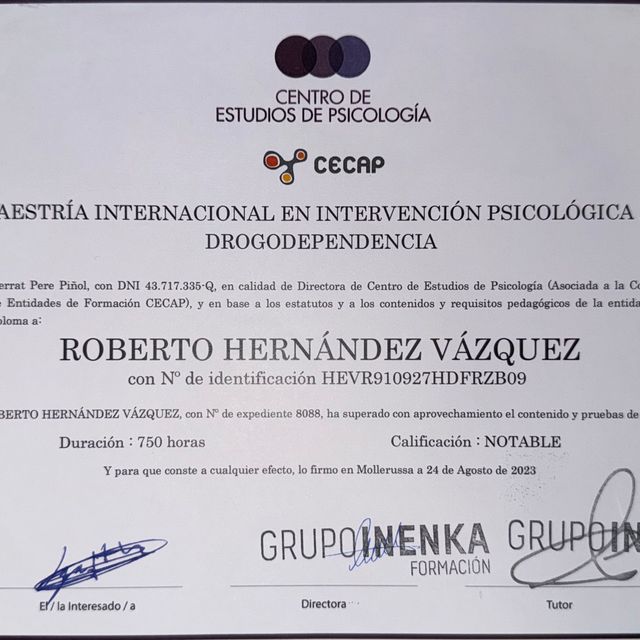 CENTRO DE
ESTUDIOS DE PSICOLOGÍA
CECAP
AESTRÍA INTERNACIONAL EN INTERVENCIÓN PSICOLÓGICA
DROGODEPENDENCIA
errat Pere Piñol, con DNI 43.717.335-Q, en calidad de Directora de Centro de Estudios de Psicología (Asociada a la Co
e Entidades de Formación CECAP), y en base a los estatutos y a los contenidos y requisitos pedagógicos de la entida
ploma a:
ROBERTO HERNÁNDEZ VÁZQUEZ
con Nº de identificación HEVR910927HDFRZB09
BERTO HERNÁNDEZ VÁZQUEZ, con Nº de expediente 8088, ha superado con aprovechamiento el contenido y pruebas de
Duración : 750 horas Calificación : NOTABLE
Y para que conste a cualquier efecto, lo firmo en Mollerussa a 24 de Agosto de 2023
GRUPOINENKA GRUPOIN
FORMACIÓN
El / la Interesado / a Directora Tutor